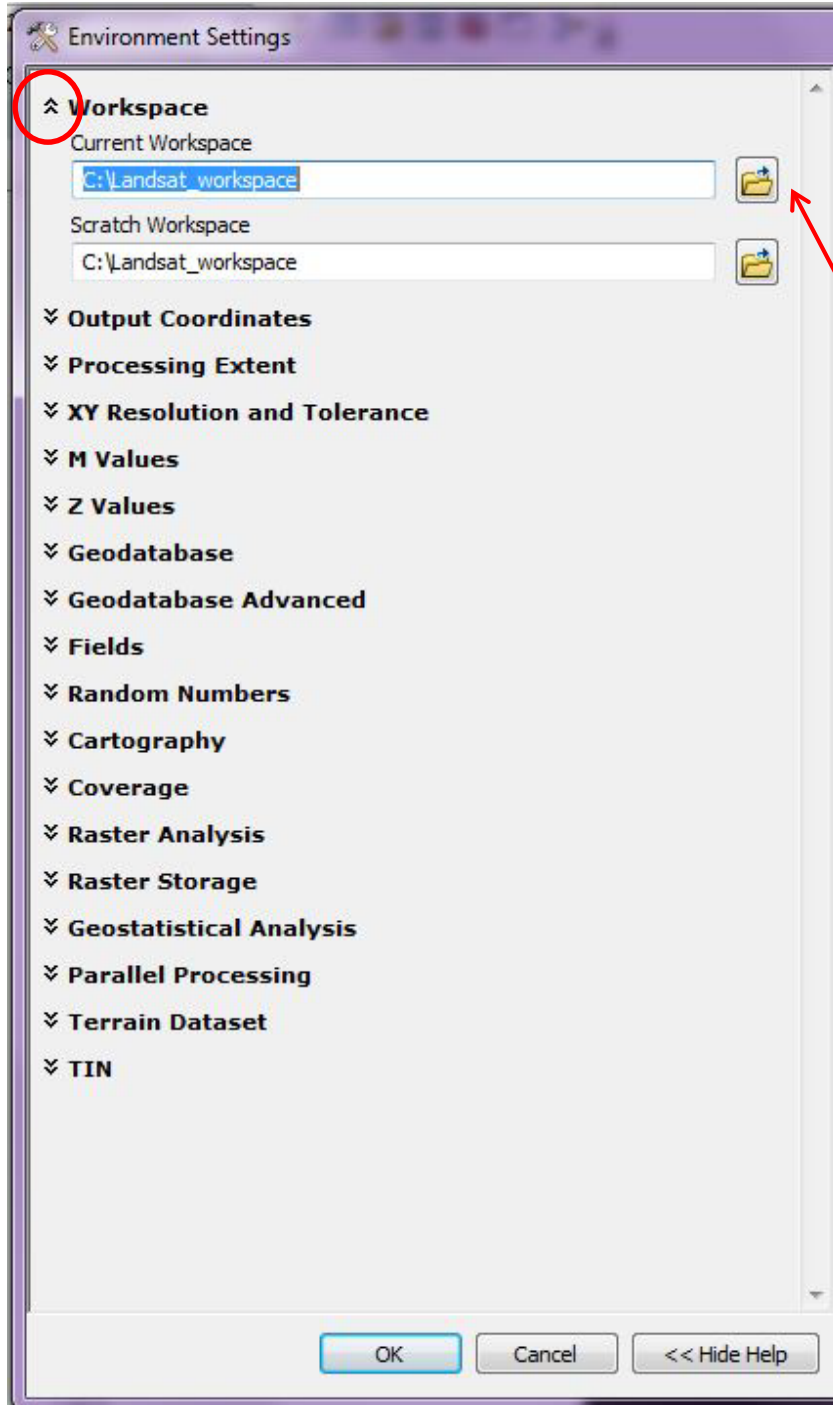 Environment Settings
Workspace
Current Workspace
C:\Landsat_workspace
Scratch Workspace
C:\Landsat_workspace
Output Coordinates
Processing Extent
XY Resolution and Tolerance
M Values
Z Values
Geodatabase
Geodatabase Advanced
Fields
Random Numbers
Cartography
Coverage
Raster Analysis
Raster Storage
Geostatistical Analysis
Parallel Processing
Terrain Dataset
TIN
OK Cancel << Hide Help